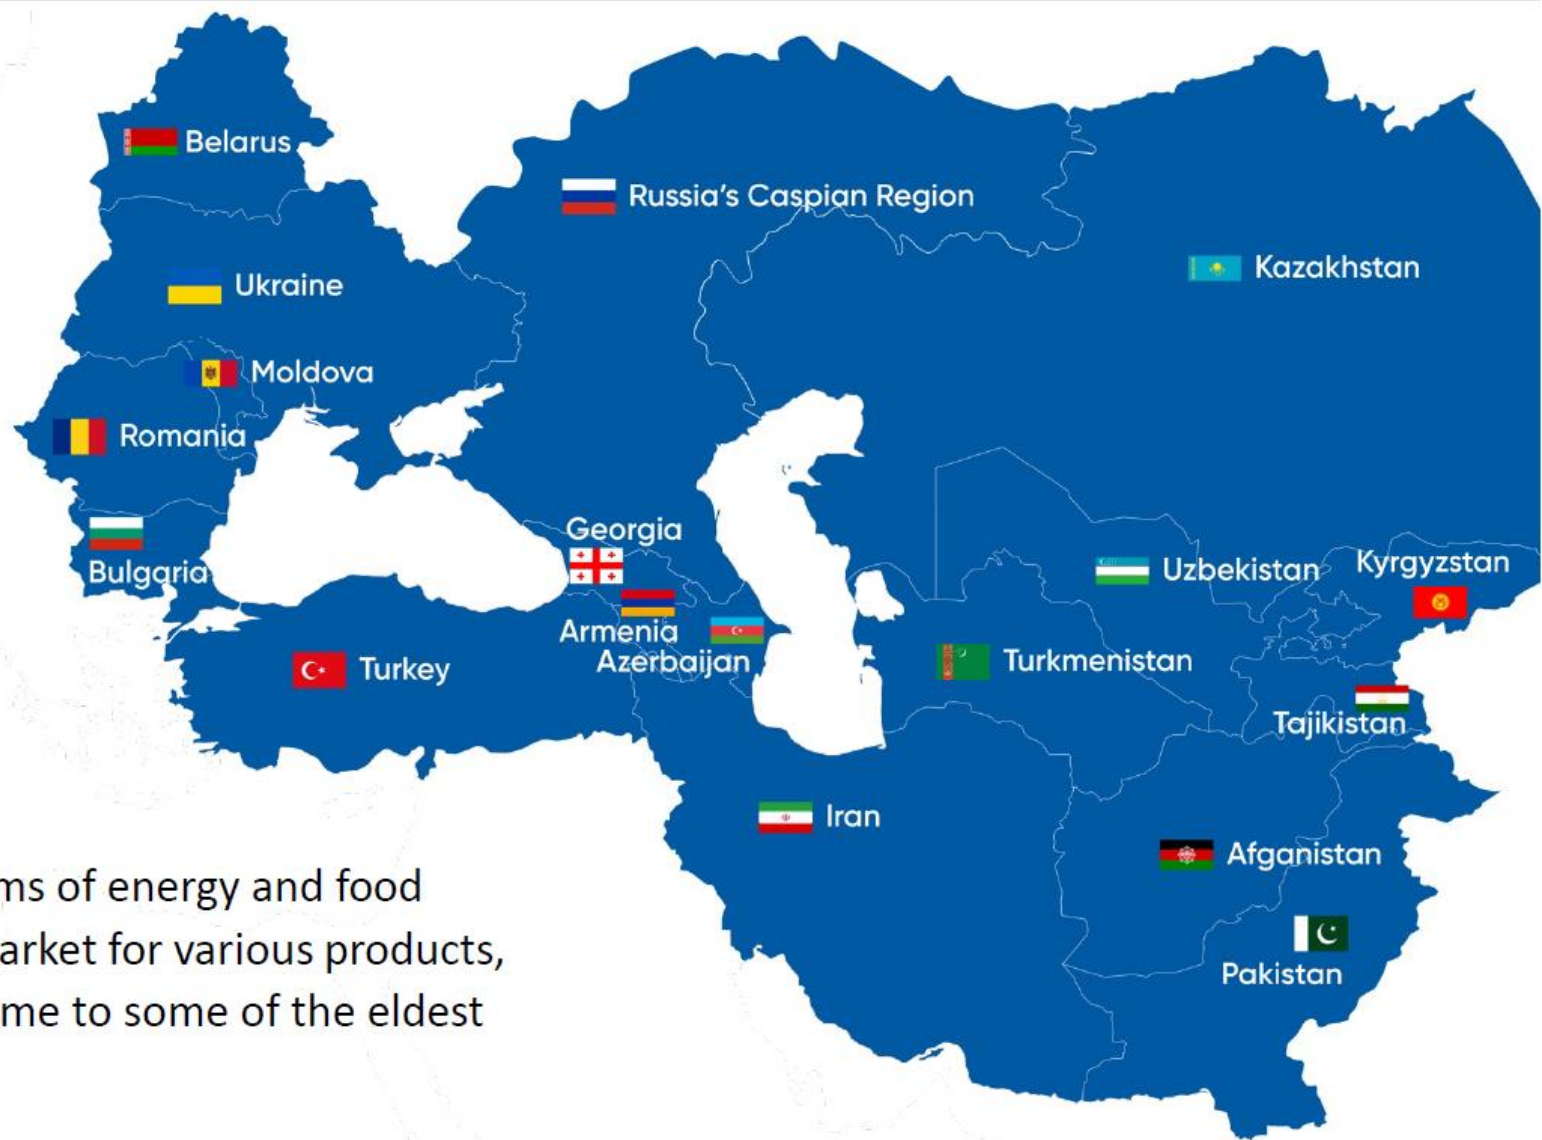 Belarus
Russia's Caspian Region
Kazakhstan
Ukraine
Moldova
Romania
Georgia
Bulgaria
Uzbekistan
Kyrgyzstan
Armenia
Azerbaijan
Turkey
Turkmenistan
Tajikistan
Iran
Afganistan
Pakistan
ms of energy and food
arket for various products,
me to some of the eldest